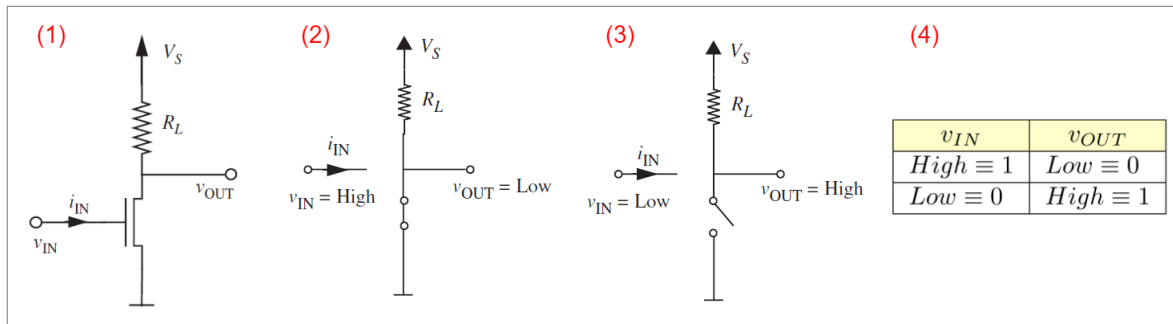 (1)
V_S
R_L
v_OUT
i_IN
v_IN
(2)
V_S
R_L
i_IN
v_IN = High
v_OUT = Low
(3)
V_S
R_L
i_IN
v_IN = Low
v_OUT = High
(4)
v_IN v_OUT
High ≡ 1 Low ≡ 0
Low ≡ 0 High ≡ 1